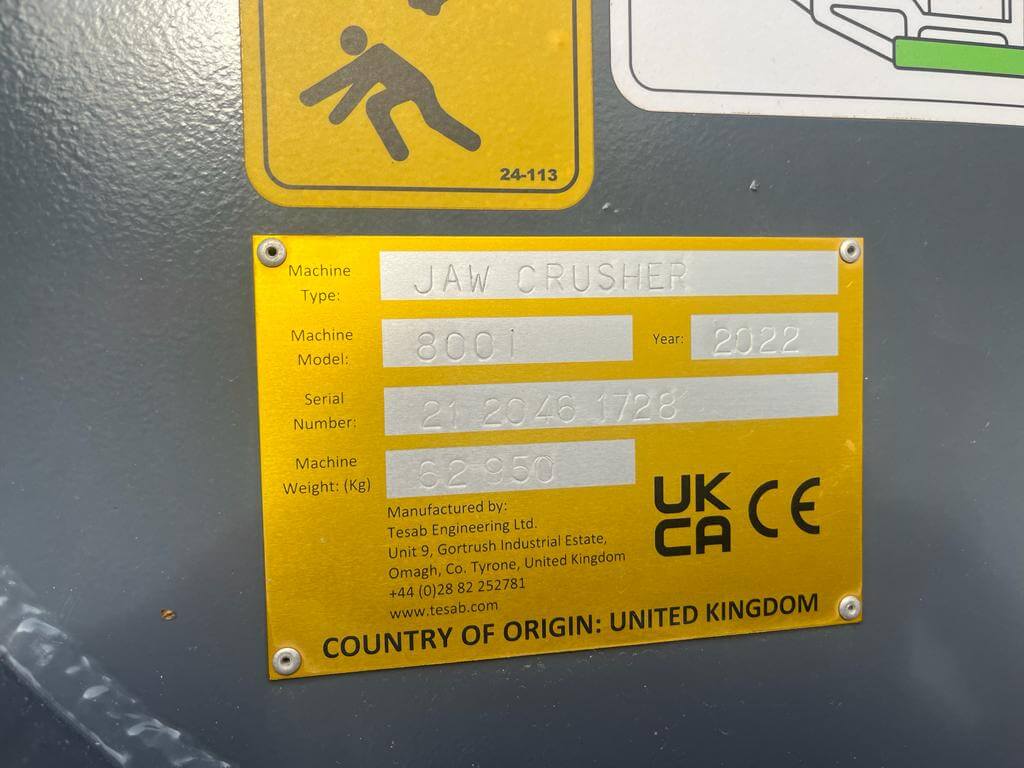 24-113
Machine Type: JAW CRUSHER
Machine Model: 800i Year: 2022
Serial Number: 21 2046 1728
Machine Weight: (Kg) 62 950
UK
CA CE
Manufactured by:
Tesab Engineering Ltd.
Unit 9, Gortrush Industrial Estate,
Omagh, Co. Tyrone, United Kingdom
+44 (0)28 82 252781
www.tesab.com
COUNTRY OF ORIGIN: UNITED KINGDOM